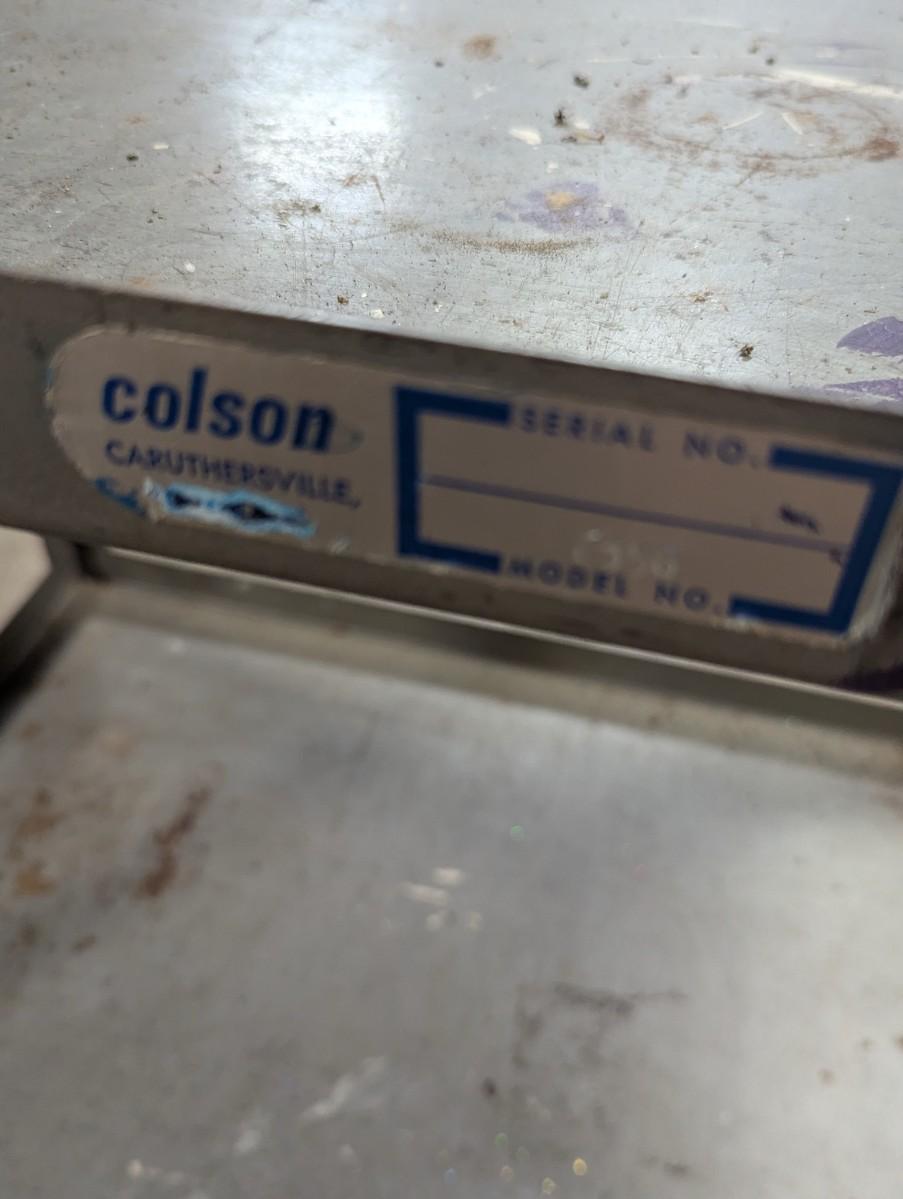 colson
CARUTHERSVILLE,
SERIAL NO.
MODEL NO.